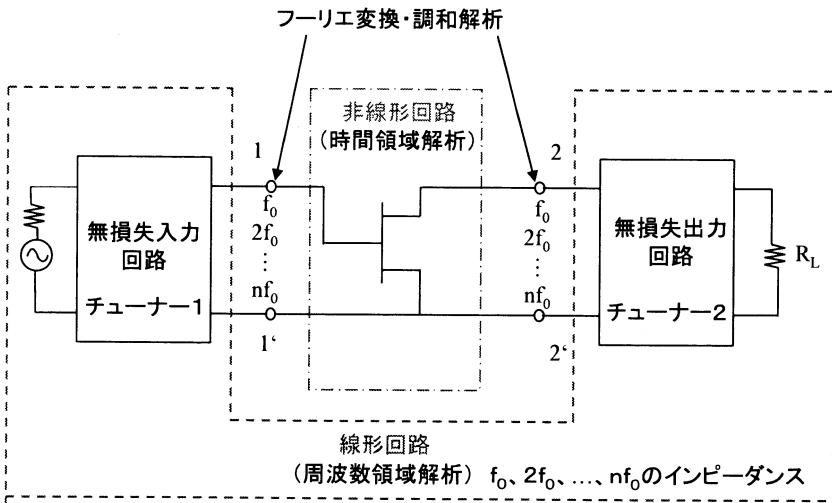 フーリエ変換・調和解析
非線形回路
(時間領域解析)
1
2
f₀
2f₀
⋮
nf₀
1‘
f₀
2f₀
⋮
nf₀
2‘
無損失入力
回路
チューナー1
無損失出力
回路
チューナー2
R_L
線形回路
(周波数領域解析) f₀、2f₀、…、nf₀のインピーダンス